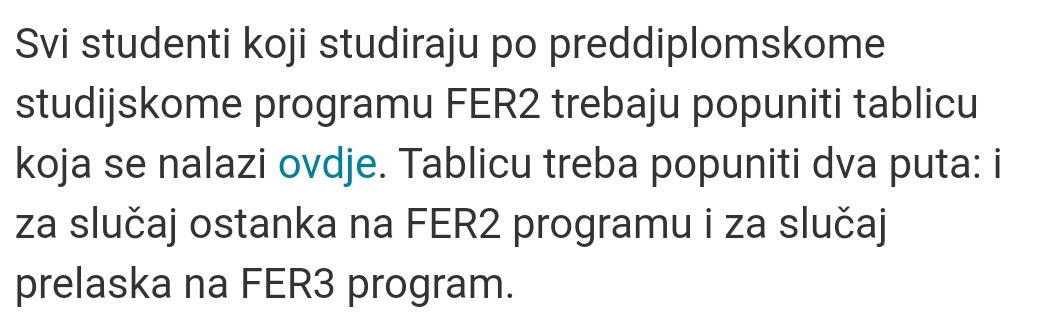 Svi studenti koji studiraju po preddiplomskome
studijskome programu FER2 trebaju popuniti tablicu
koja se nalazi ovdje. Tablicu treba popuniti dva puta: i
za slučaj ostanka na FER2 programu i za slučaj
prelaska na FER3 program.